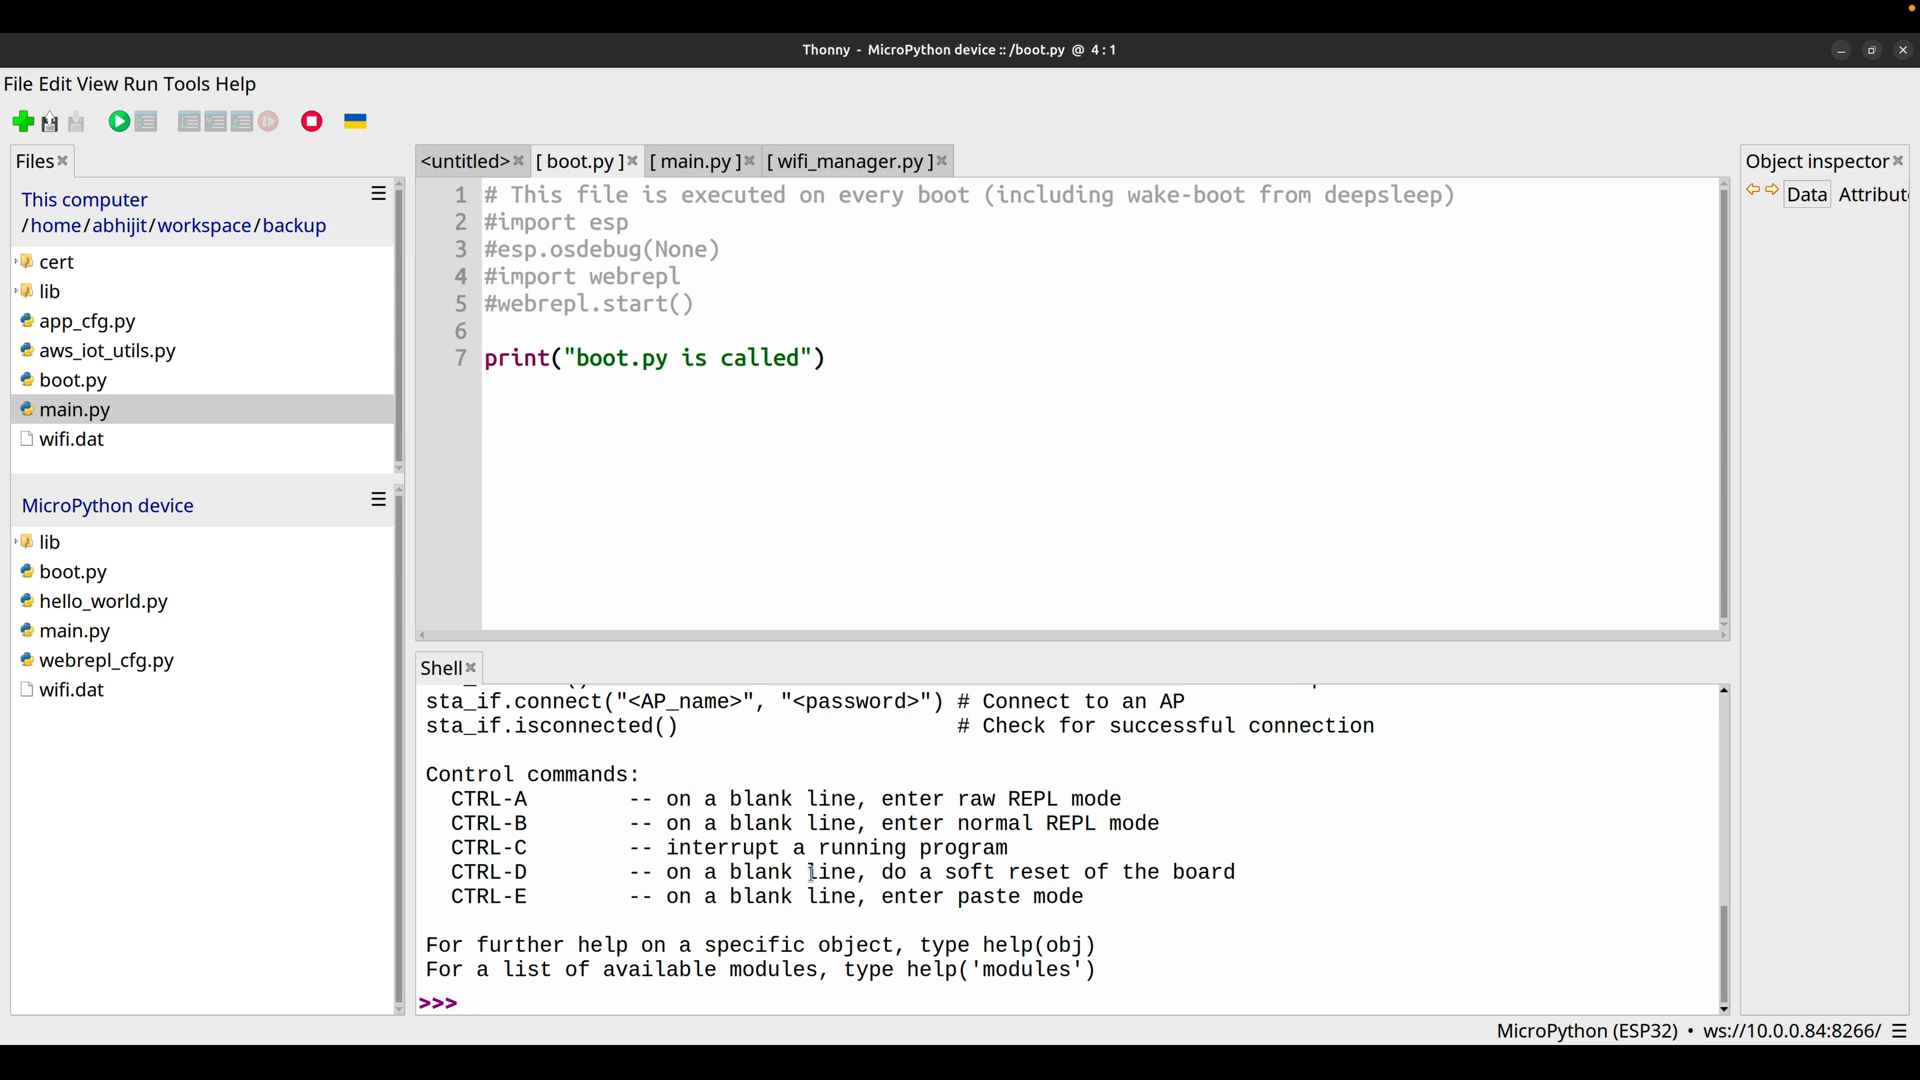 Thonny - MicroPython device :: /boot.py @ 4 : 1
File Edit View Run Tools Help
Files
This computer
/home/abhijit/workspace/backup
cert
lib
app_cfg.py
aws_iot_utils.py
boot.py
main.py
wifi.dat
MicroPython device
lib
boot.py
hello_world.py
main.py
webrepl_cfg.py
wifi.dat
<untitled> [ boot.py ] [ main.py ] [ wifi_manager.py ]
1 # This file is executed on every boot (including wake-boot from deepsleep)
2 #import esp
3 #esp.osdebug(None)
4 #import webrepl
5 #webrepl.start()
6
7 print("boot.py is called")
Shell
sta_if.connect("<AP_name>", "<password>") # Connect to an AP
sta_if.isconnected() # Check for successful connection
Control commands:
CTRL-A -- on a blank line, enter raw REPL mode
CTRL-B -- on a blank line, enter normal REPL mode
CTRL-C -- interrupt a running program
CTRL-D -- on a blank line, do a soft reset of the board
CTRL-E -- on a blank line, enter paste mode
For further help on a specific object, type help(obj)
For a list of available modules, type help('modules')
>>>
Object inspector
Data Attribut
MicroPython (ESP32) • ws://10.0.0.84:8266/ ☰